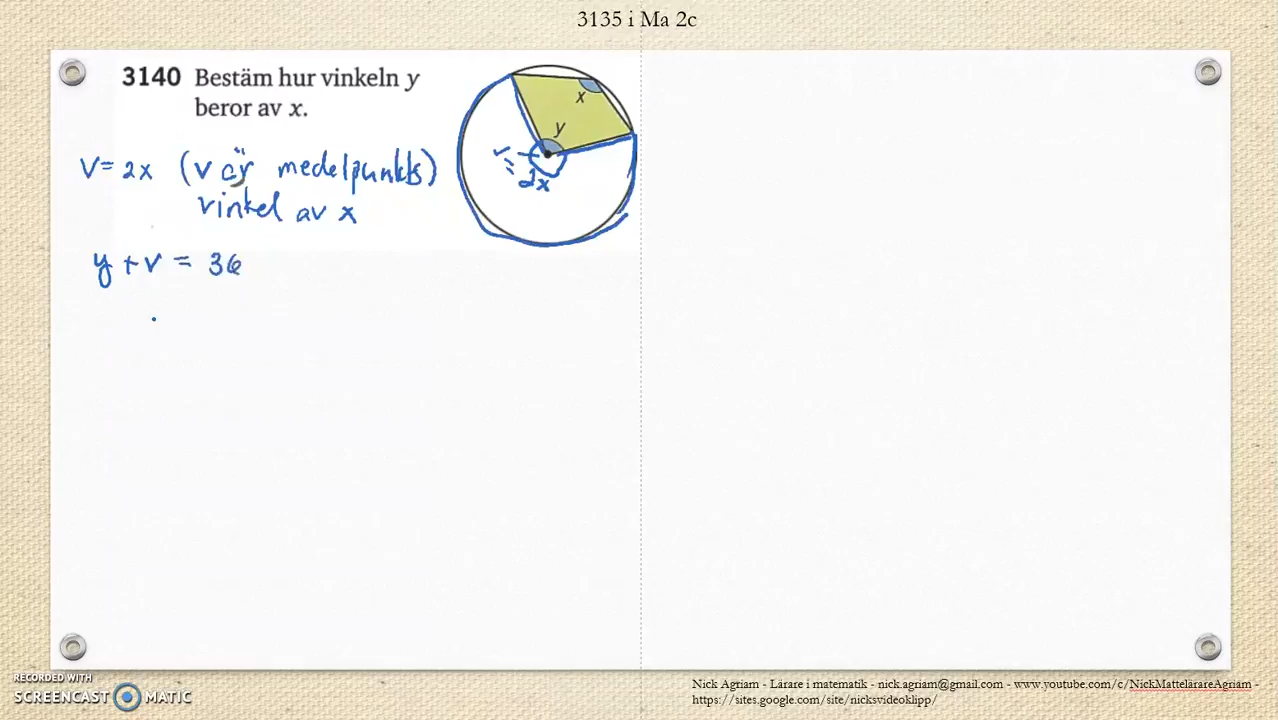 3135 i Ma 2c
3140 Bestäm hur vinkeln y
beror av x.
x
y
v
=
2x
v = 2x (v är medelpunkts)
vinkel av x
y + v = 36
RECORDED WITH
SCREENCAST MATIC
Nick Agriam - Lärare i matematik - nick.agriam@gmail.com - www.youtube.com/c/NickMattelärareAgriam -
https://sites.google.com/site/nicksvideoklipp/